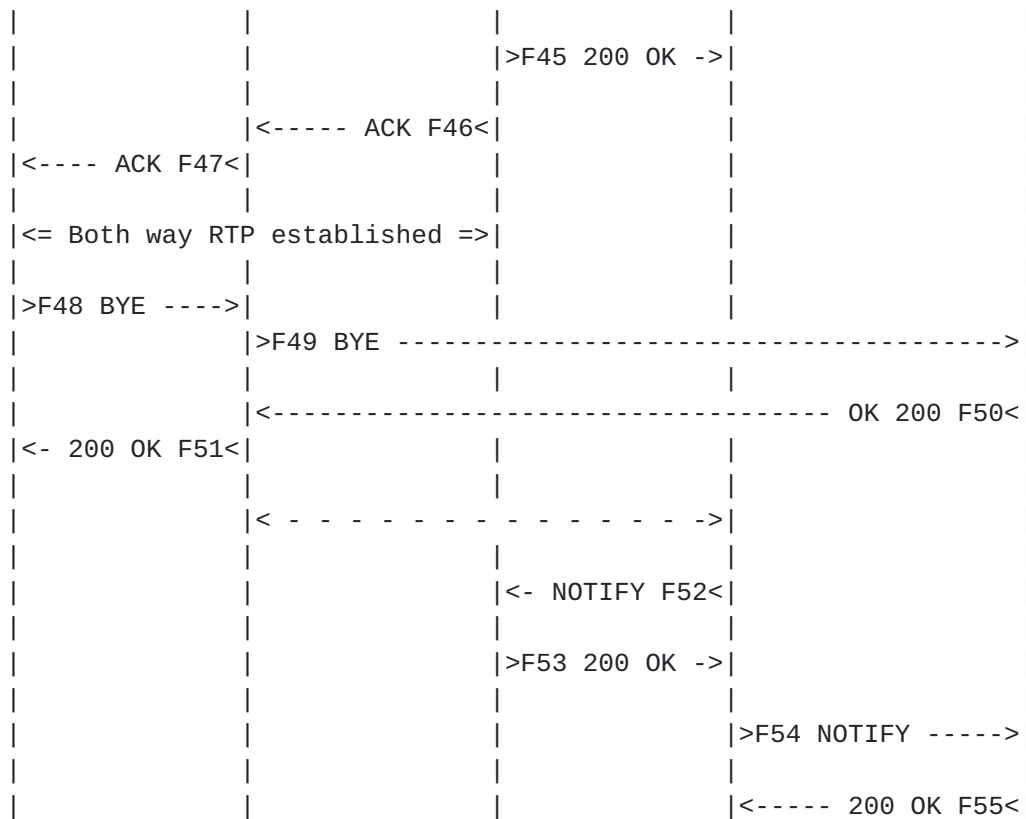 |              |               |              |
|              |               |>F45 200 OK ->|
|              |               |              |
|              |<----- ACK F46<|              |
|<---- ACK F47<|               |              |
|              |               |              |
|<= Both way RTP established =>|              |
|              |               |              |
|>F48 BYE ---->|               |              |
|              |>F49 BYE --------------------------------------->
|              |               |              |
|              |<------------------------------------ OK 200 F50<
|<- 200 OK F51<|               |              |
|              |               |              |
|              |< - - - - - - - - - - - - - ->|
|              |               |              |
|              |               |<- NOTIFY F52<|
|              |               |              |
|              |               |>F53 200 OK ->|
|              |               |              |
|              |               |              |>F54 NOTIFY ----->
|              |               |              |
|              |               |              |<----- 200 OK F55<